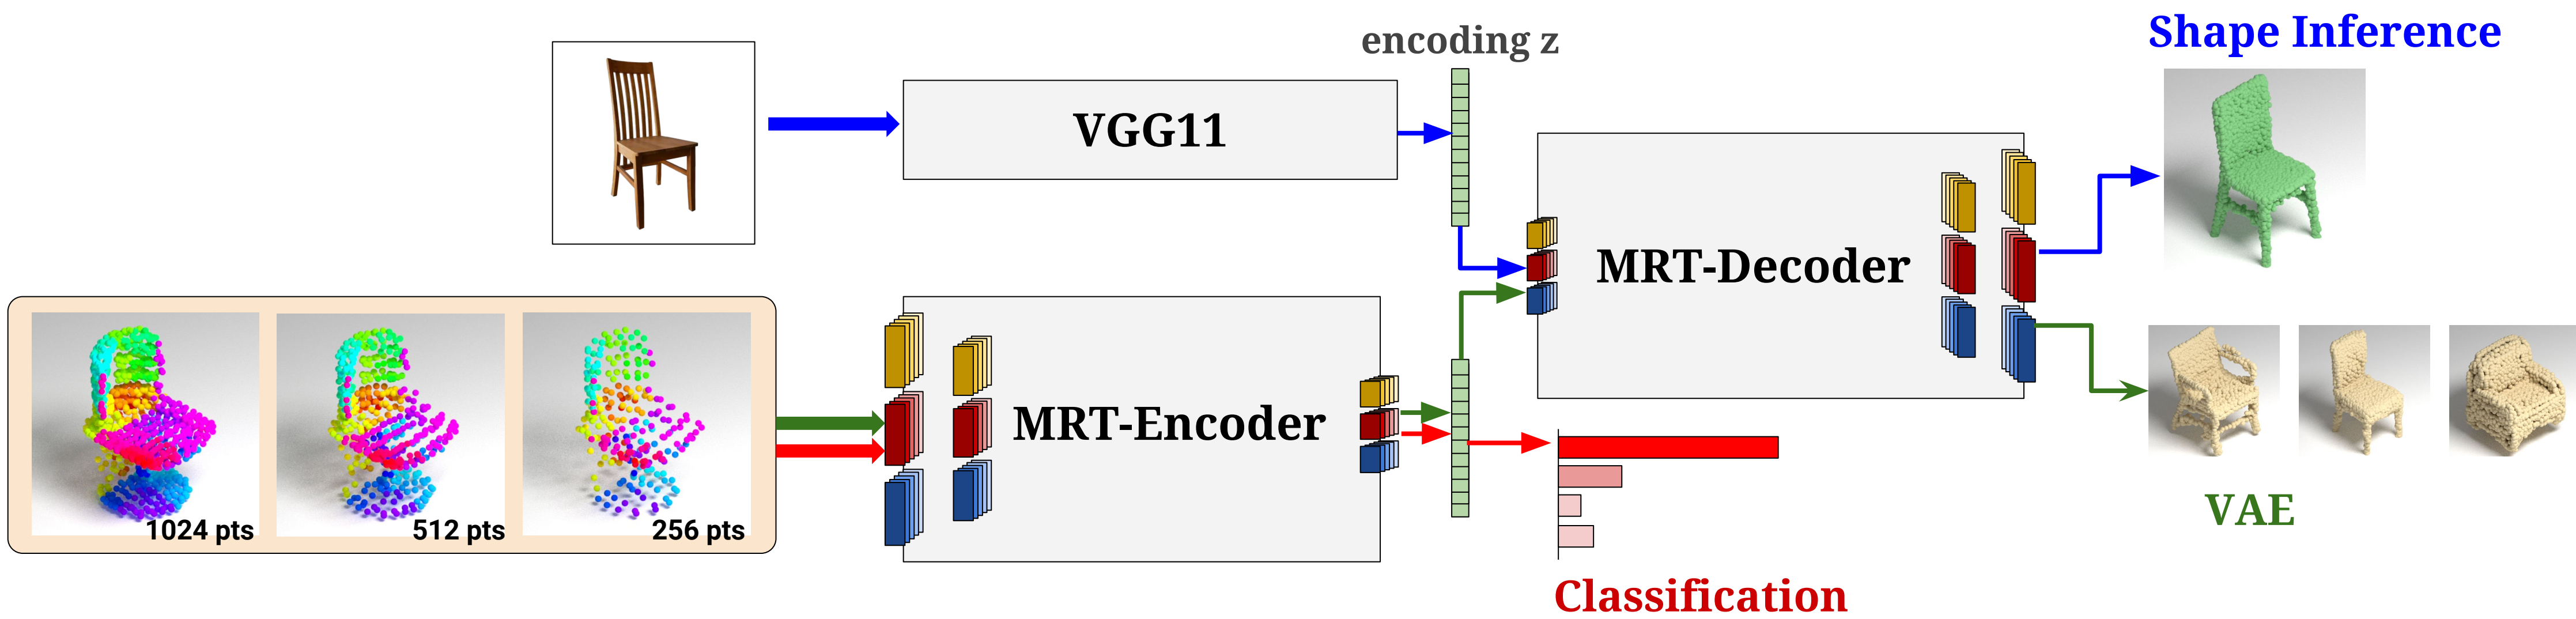 Shape Inference
encoding z
VGG11
MRT-Decoder
MRT-Encoder
1024 pts
512 pts
256 pts
VAE
Classification